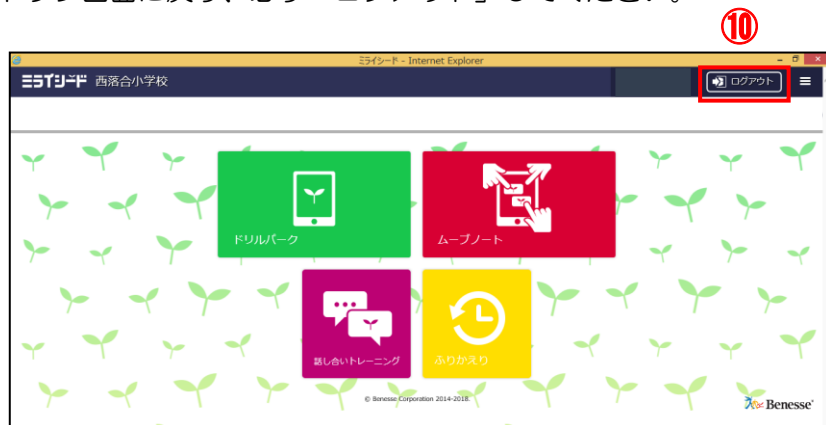 ⑩
ミライシード - Internet Explorer
ミライシード 西落合小学校
ログアウト
ドリルパーク
ムーブノート
話し合いトレーニング
ふりかえり
© Benesse Corporation 2014-2018.
Benesse®